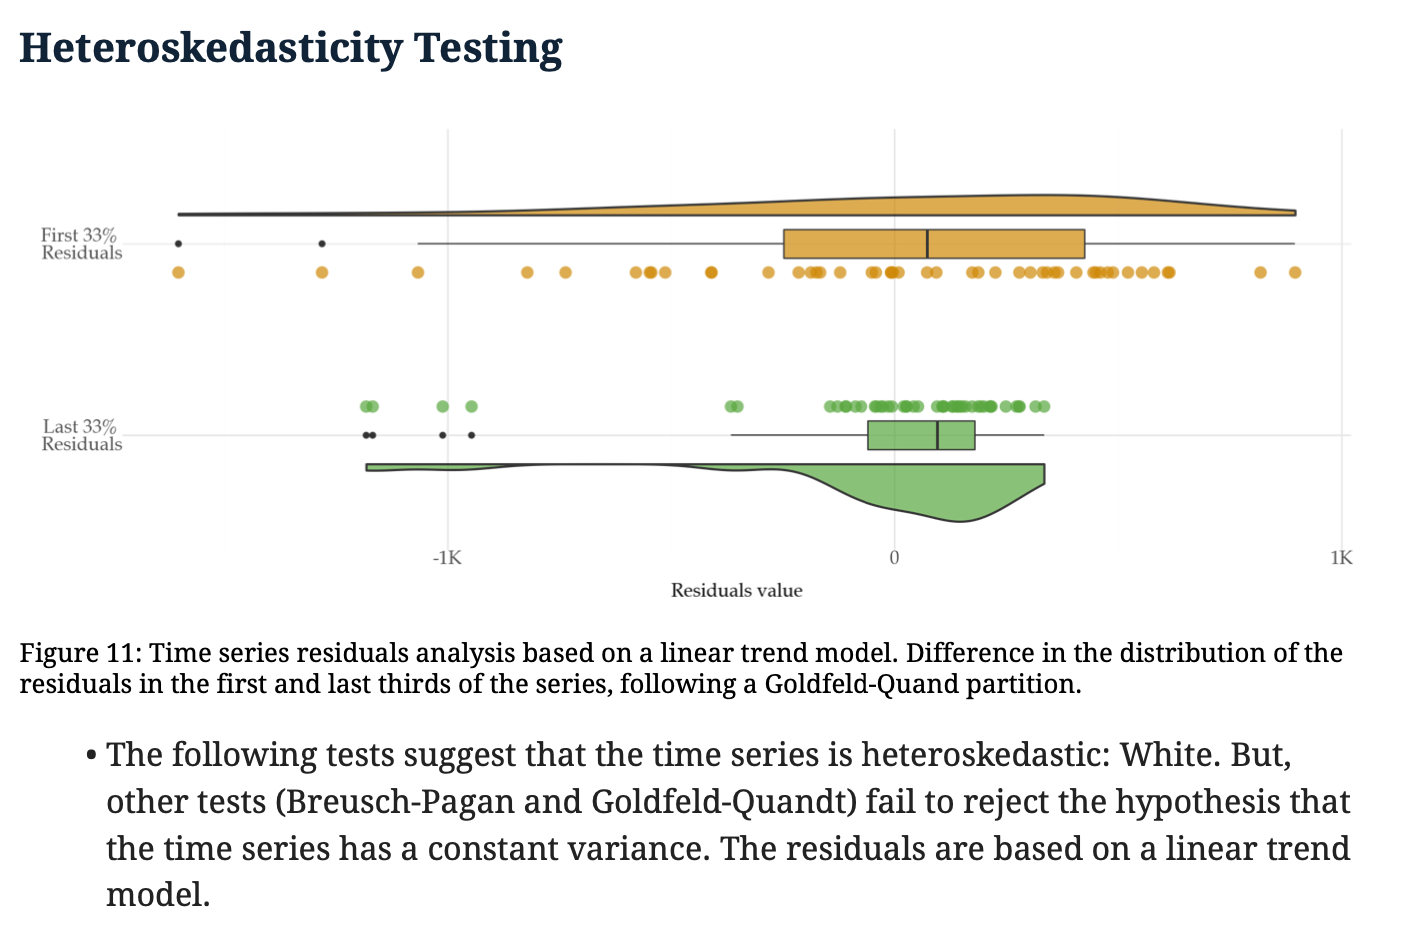 Heteroskedasticity Testing
First 33%
Residuals
Last 33%
Residuals
-1K
0
1K
Residuals value
Figure 11: Time series residuals analysis based on a linear trend model. Difference in the distribution of the
residuals in the first and last thirds of the series, following a Goldfeld-Quand partition.
• The following tests suggest that the time series is heteroskedastic: White. But,
other tests (Breusch-Pagan and Goldfeld-Quandt) fail to reject the hypothesis that
the time series has a constant variance. The residuals are based on a linear trend
model.